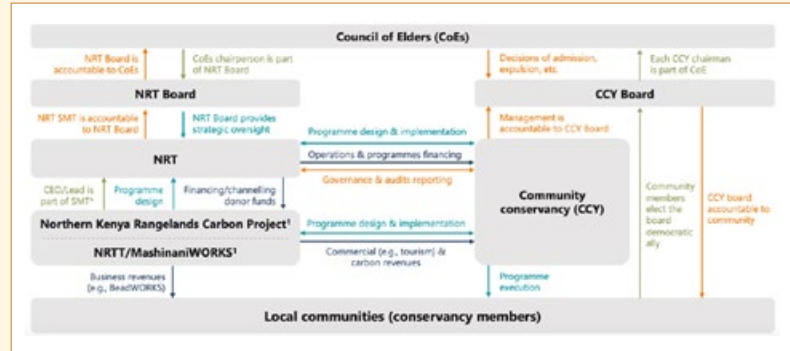 Council of Elders (CoEs)
NRT Board is
accountable to CoEs
CoEs chairperson is part
of NRT Board
Decisions of admission,
expulsion, etc.
Each CCY chairman
is part of CoE
NRT Board
CCY Board
NRT SMT is accountable
to NRT Board
NRT Board provides
strategic oversight
Programme design & implementation
Management is
accountable to CCY Board
NRT
Operations & programmes financing
Governance & audits reporting
CEO/Lead is
part of SMT*
Programme
design
Financing/channelling
donor funds
Community
conservancy (CCY)
Community
members
elect the
board
democratic
ally
CCY board
accountable to
community
Northern Kenya Rangelands Carbon Project¹
Programme design & implementation
NRTT/MashinaniWORKS¹
Commercial (e.g., tourism) &
carbon revenues
Business revenues
(e.g., BeadWORKS)
Programme
execution
Local communities (conservancy members)